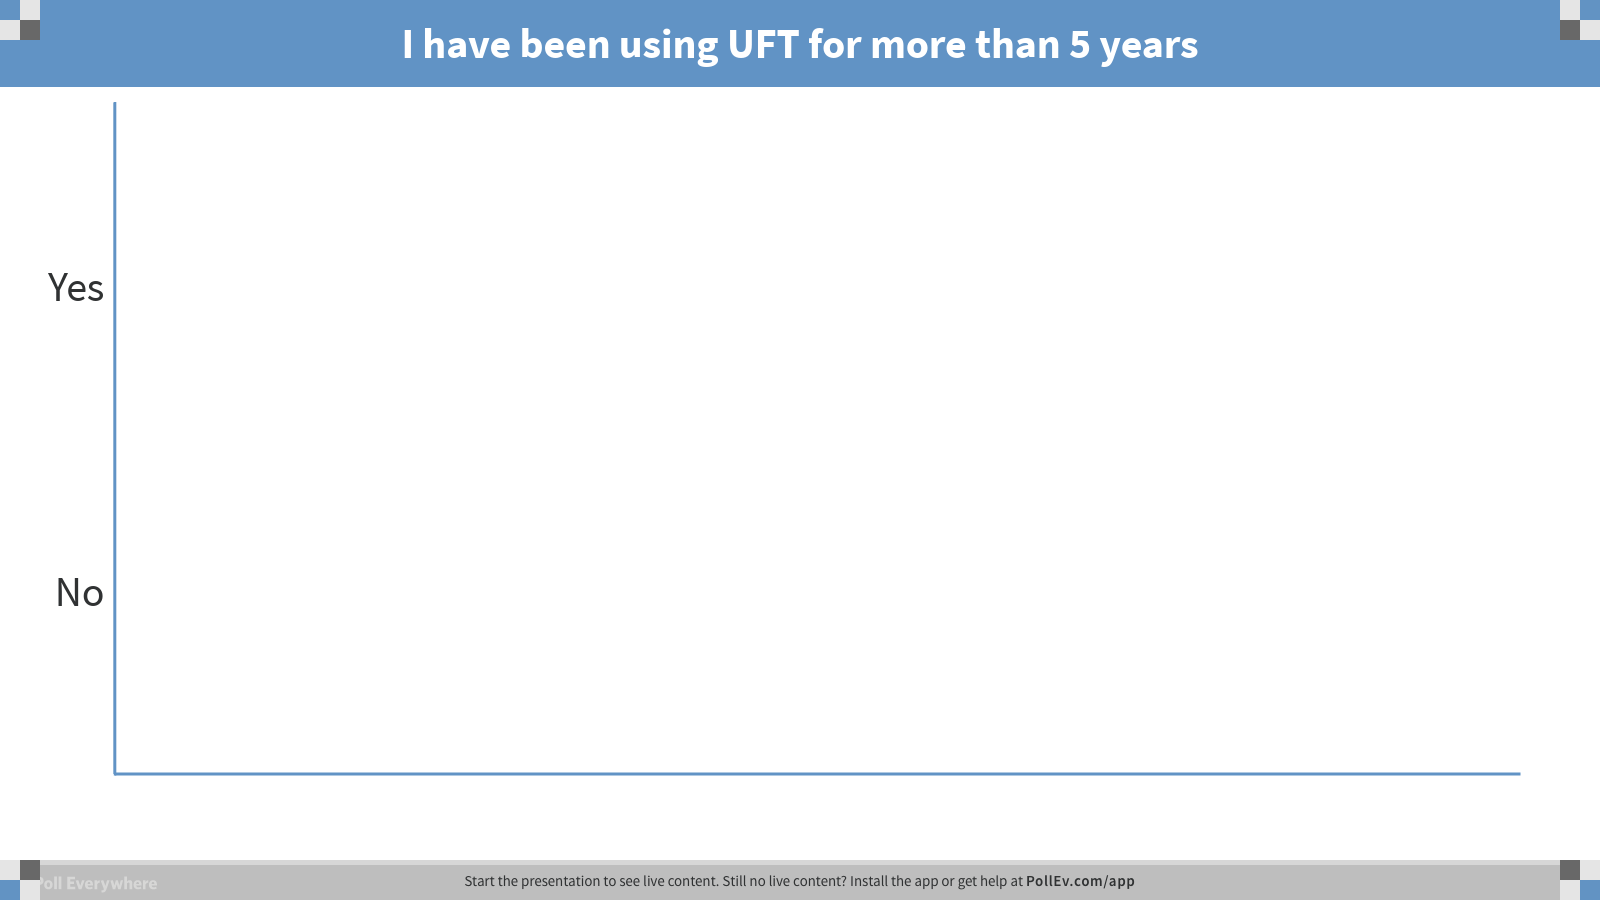 I have been using UFT for more than 5 years
Yes
No
Poll Everywhere
Start the presentation to see live content. Still no live content? Install the app or get help at PollEv.com/app